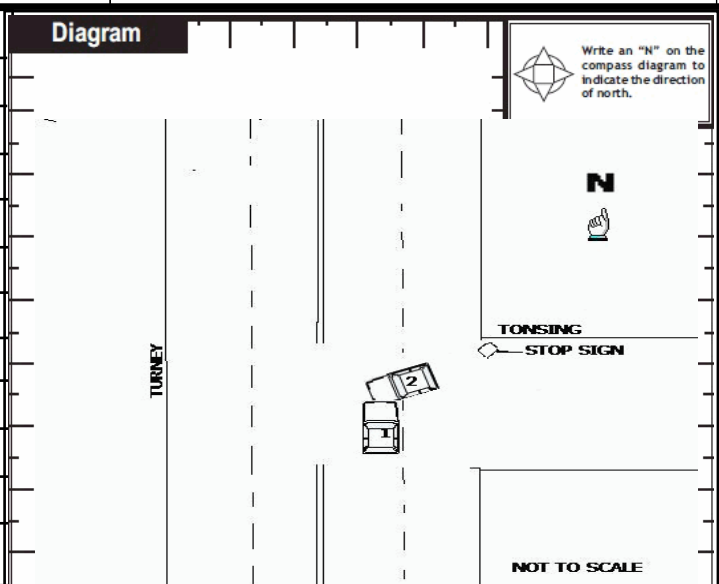 Diagram
Write an "N" on the
compass diagram to
indicate the direction
of north.
N
TONSING
STOP SIGN
TURNEY
2
1
NOT TO SCALE